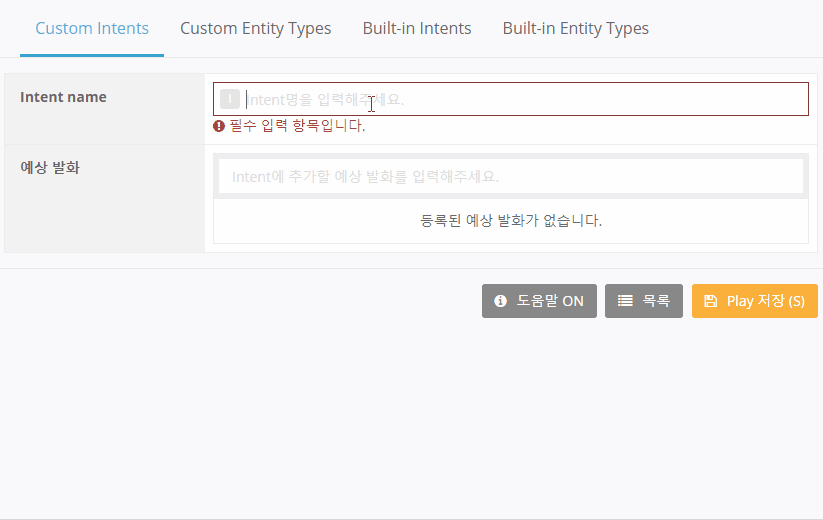 Custom Intents Custom Entity Types Built-in Intents Built-in Entity Types
Intent name
I Intent명을 입력해주세요.
필수 입력 항목입니다.
예상 발화
Intent에 추가할 예상 발화를 입력해주세요.
등록된 예상 발화가 없습니다.
도움말 ON 목록 Play 저장 (S)